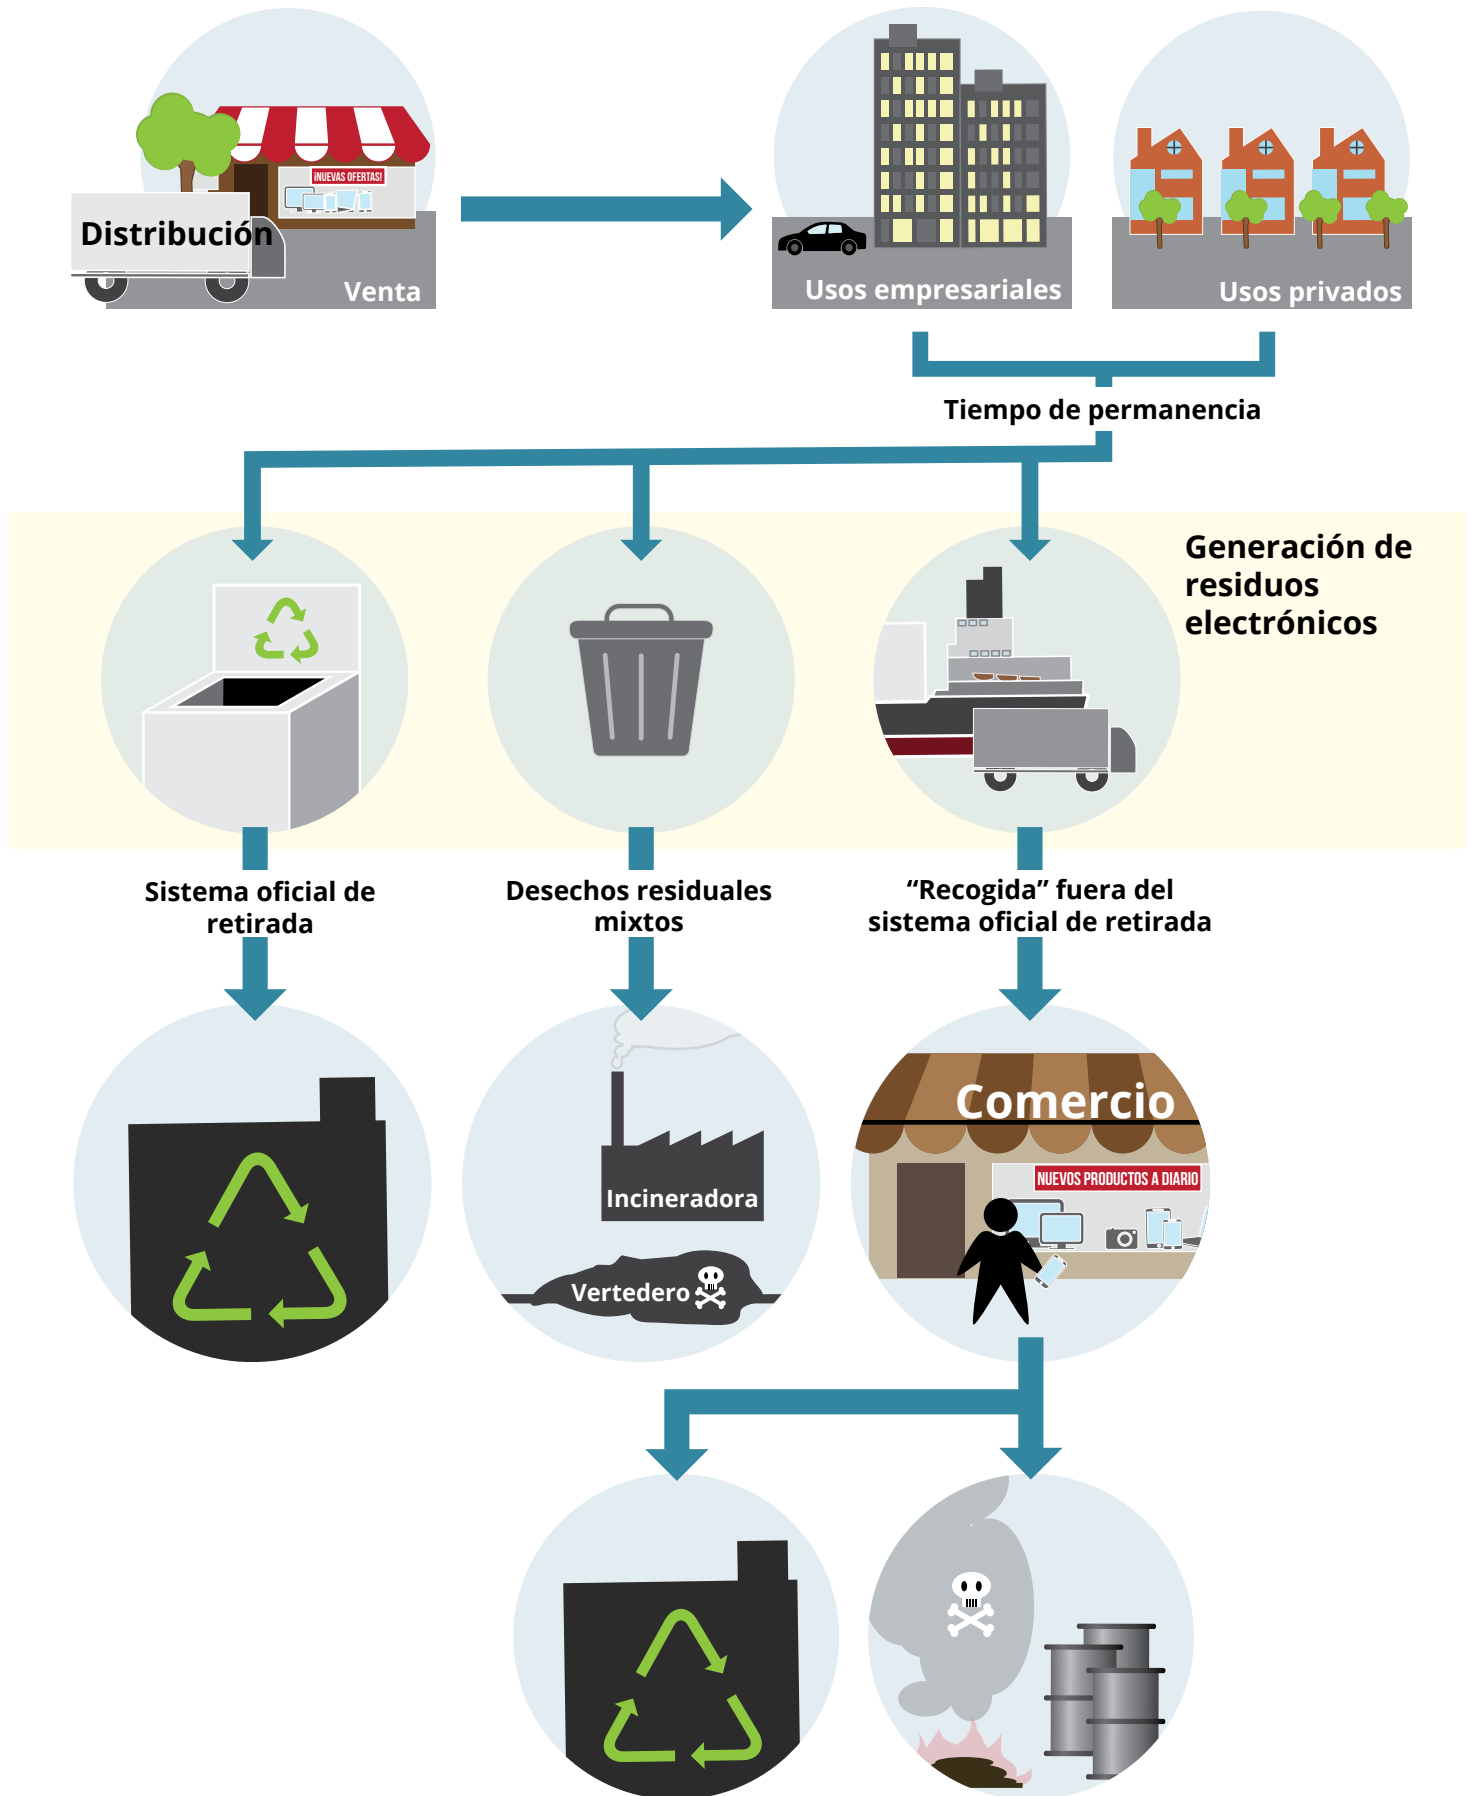 ¡NUEVAS OFERTAS!
Distribución
Venta
Usos empresariales
Usos privados
Tiempo de permanencia
Generación de
residuos
electrónicos
Sistema oficial de
retirada
Desechos residuales
mixtos
“Recogida” fuera del
sistema oficial de retirada
Comercio
NUEVOS PRODUCTOS A DIARIO
Incineradora
Vertedero